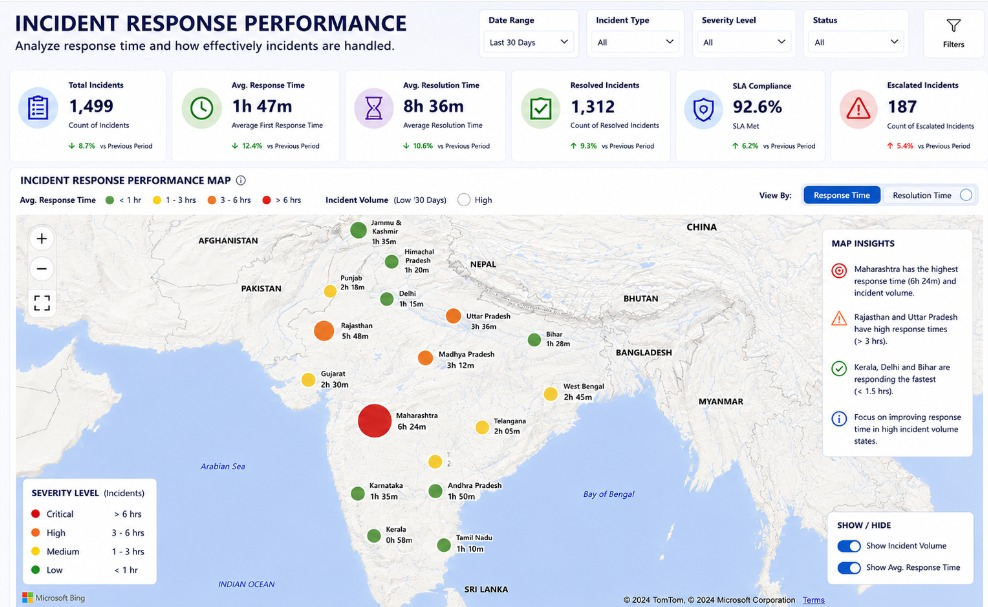 INCIDENT RESPONSE PERFORMANCE
Analyze response time and how effectively incidents are handled.
Date Range
Last 30 Days
Incident Type
All
Severity Level
All
Status
All
Filters
Total Incidents
1,499
Count of Incidents
↓ 8.7% vs Previous Period
Avg. Response Time
1h 47m
Average First Response Time
↓ 12.4% vs Previous Period
Avg. Resolution Time
8h 36m
Average Resolution Time
↓ 10.6% vs Previous Period
Resolved Incidents
1,312
Count of Resolved Incidents
↑ 9.3% vs Previous Period
SLA Compliance
92.6%
SLA Met
↑ 6.2% vs Previous Period
Escalated Incidents
187
Count of Escalated Incidents
↑ 5.4% vs Previous Period
INCIDENT RESPONSE PERFORMANCE MAP
Avg. Response Time < 1 hr 1 - 3 hrs 3 - 6 hrs > 6 hrs Incident Volume (Low '30 Days) High
View By: Response Time Resolution Time
AFGHANISTAN
PAKISTAN
CHINA
NEPAL
BHUTAN
BANGLADESH
MYANMAR
SRI LANKA
Arabian Sea
Bay of Bengal
INDIAN OCEAN
Jammu &
Kashmir
1h 35m
Himachal
Pradesh
1h 20m
Punjab
2h 18m
Delhi
1h 15m
Uttar Pradesh
3h 36m
Rajasthan
5h 48m
Bihar
1h 28m
Madhya Pradesh
3h 12m
Gujarat
2h 30m
West Bengal
2h 45m
Maharashtra
6h 24m
Telangana
2h 05m
Karnataka
1h 35m
Andhra Pradesh
1h 50m
Kerala
0h 58m
Tamil Nadu
1h 10m
MAP INSIGHTS
Maharashtra has the highest
response time (6h 24m) and
incident volume.
Rajasthan and Uttar Pradesh
have high response times
(> 3 hrs).
Kerala, Delhi and Bihar are
responding the fastest
(< 1.5 hrs).
Focus on improving response
time in high incident volume
states.
SEVERITY LEVEL (Incidents)
Critical > 6 hrs
High 3 - 6 hrs
Medium 1 - 3 hrs
Low < 1 hr
SHOW / HIDE
Show Incident Volume
Show Avg. Response Time
Microsoft Bing
© 2024 TomTom, © 2024 Microsoft Corporation Terms